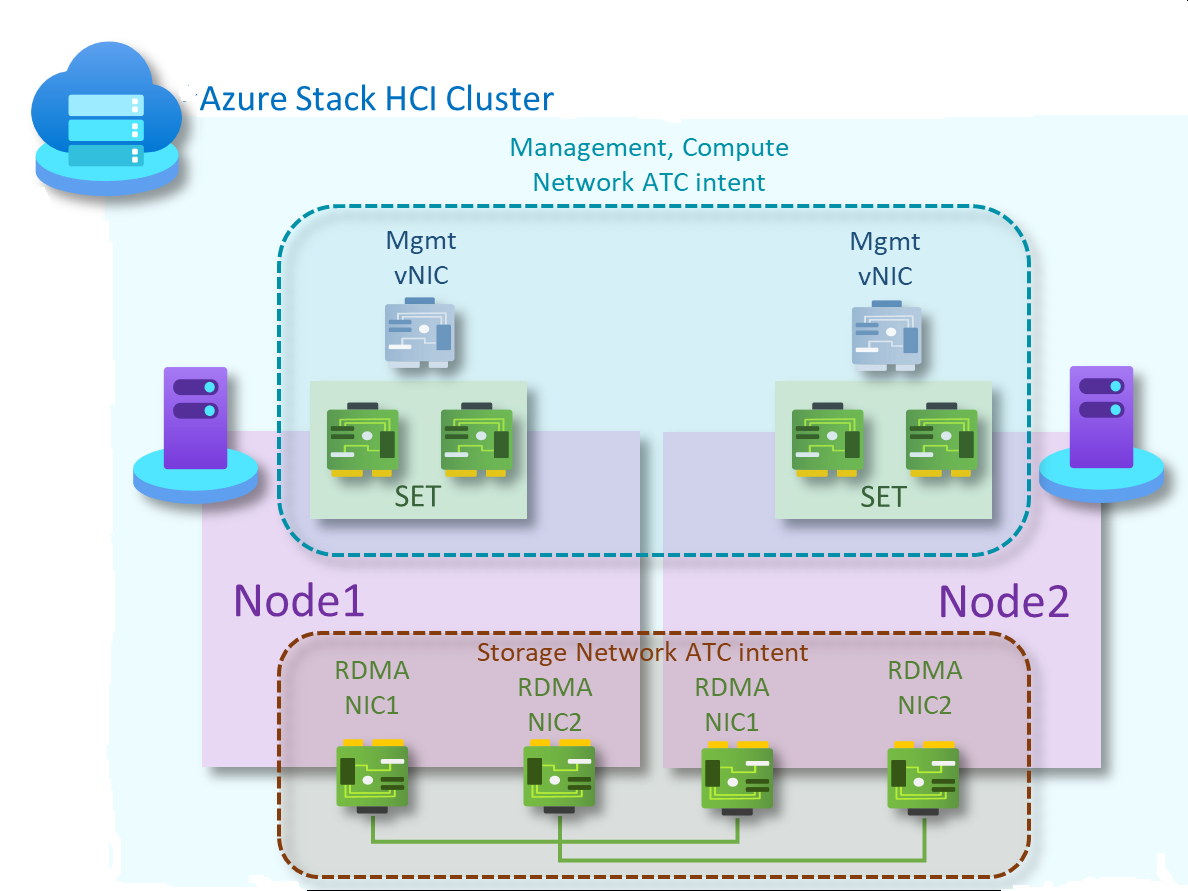 Azure Stack HCI Cluster
Management, Compute
Network ATC intent
Mgmt
vNIC
Mgmt
vNIC
SET
SET
Node1
Node2
Storage Network ATC intent
RDMA
NIC1
RDMA
NIC2
RDMA
NIC1
RDMA
NIC2